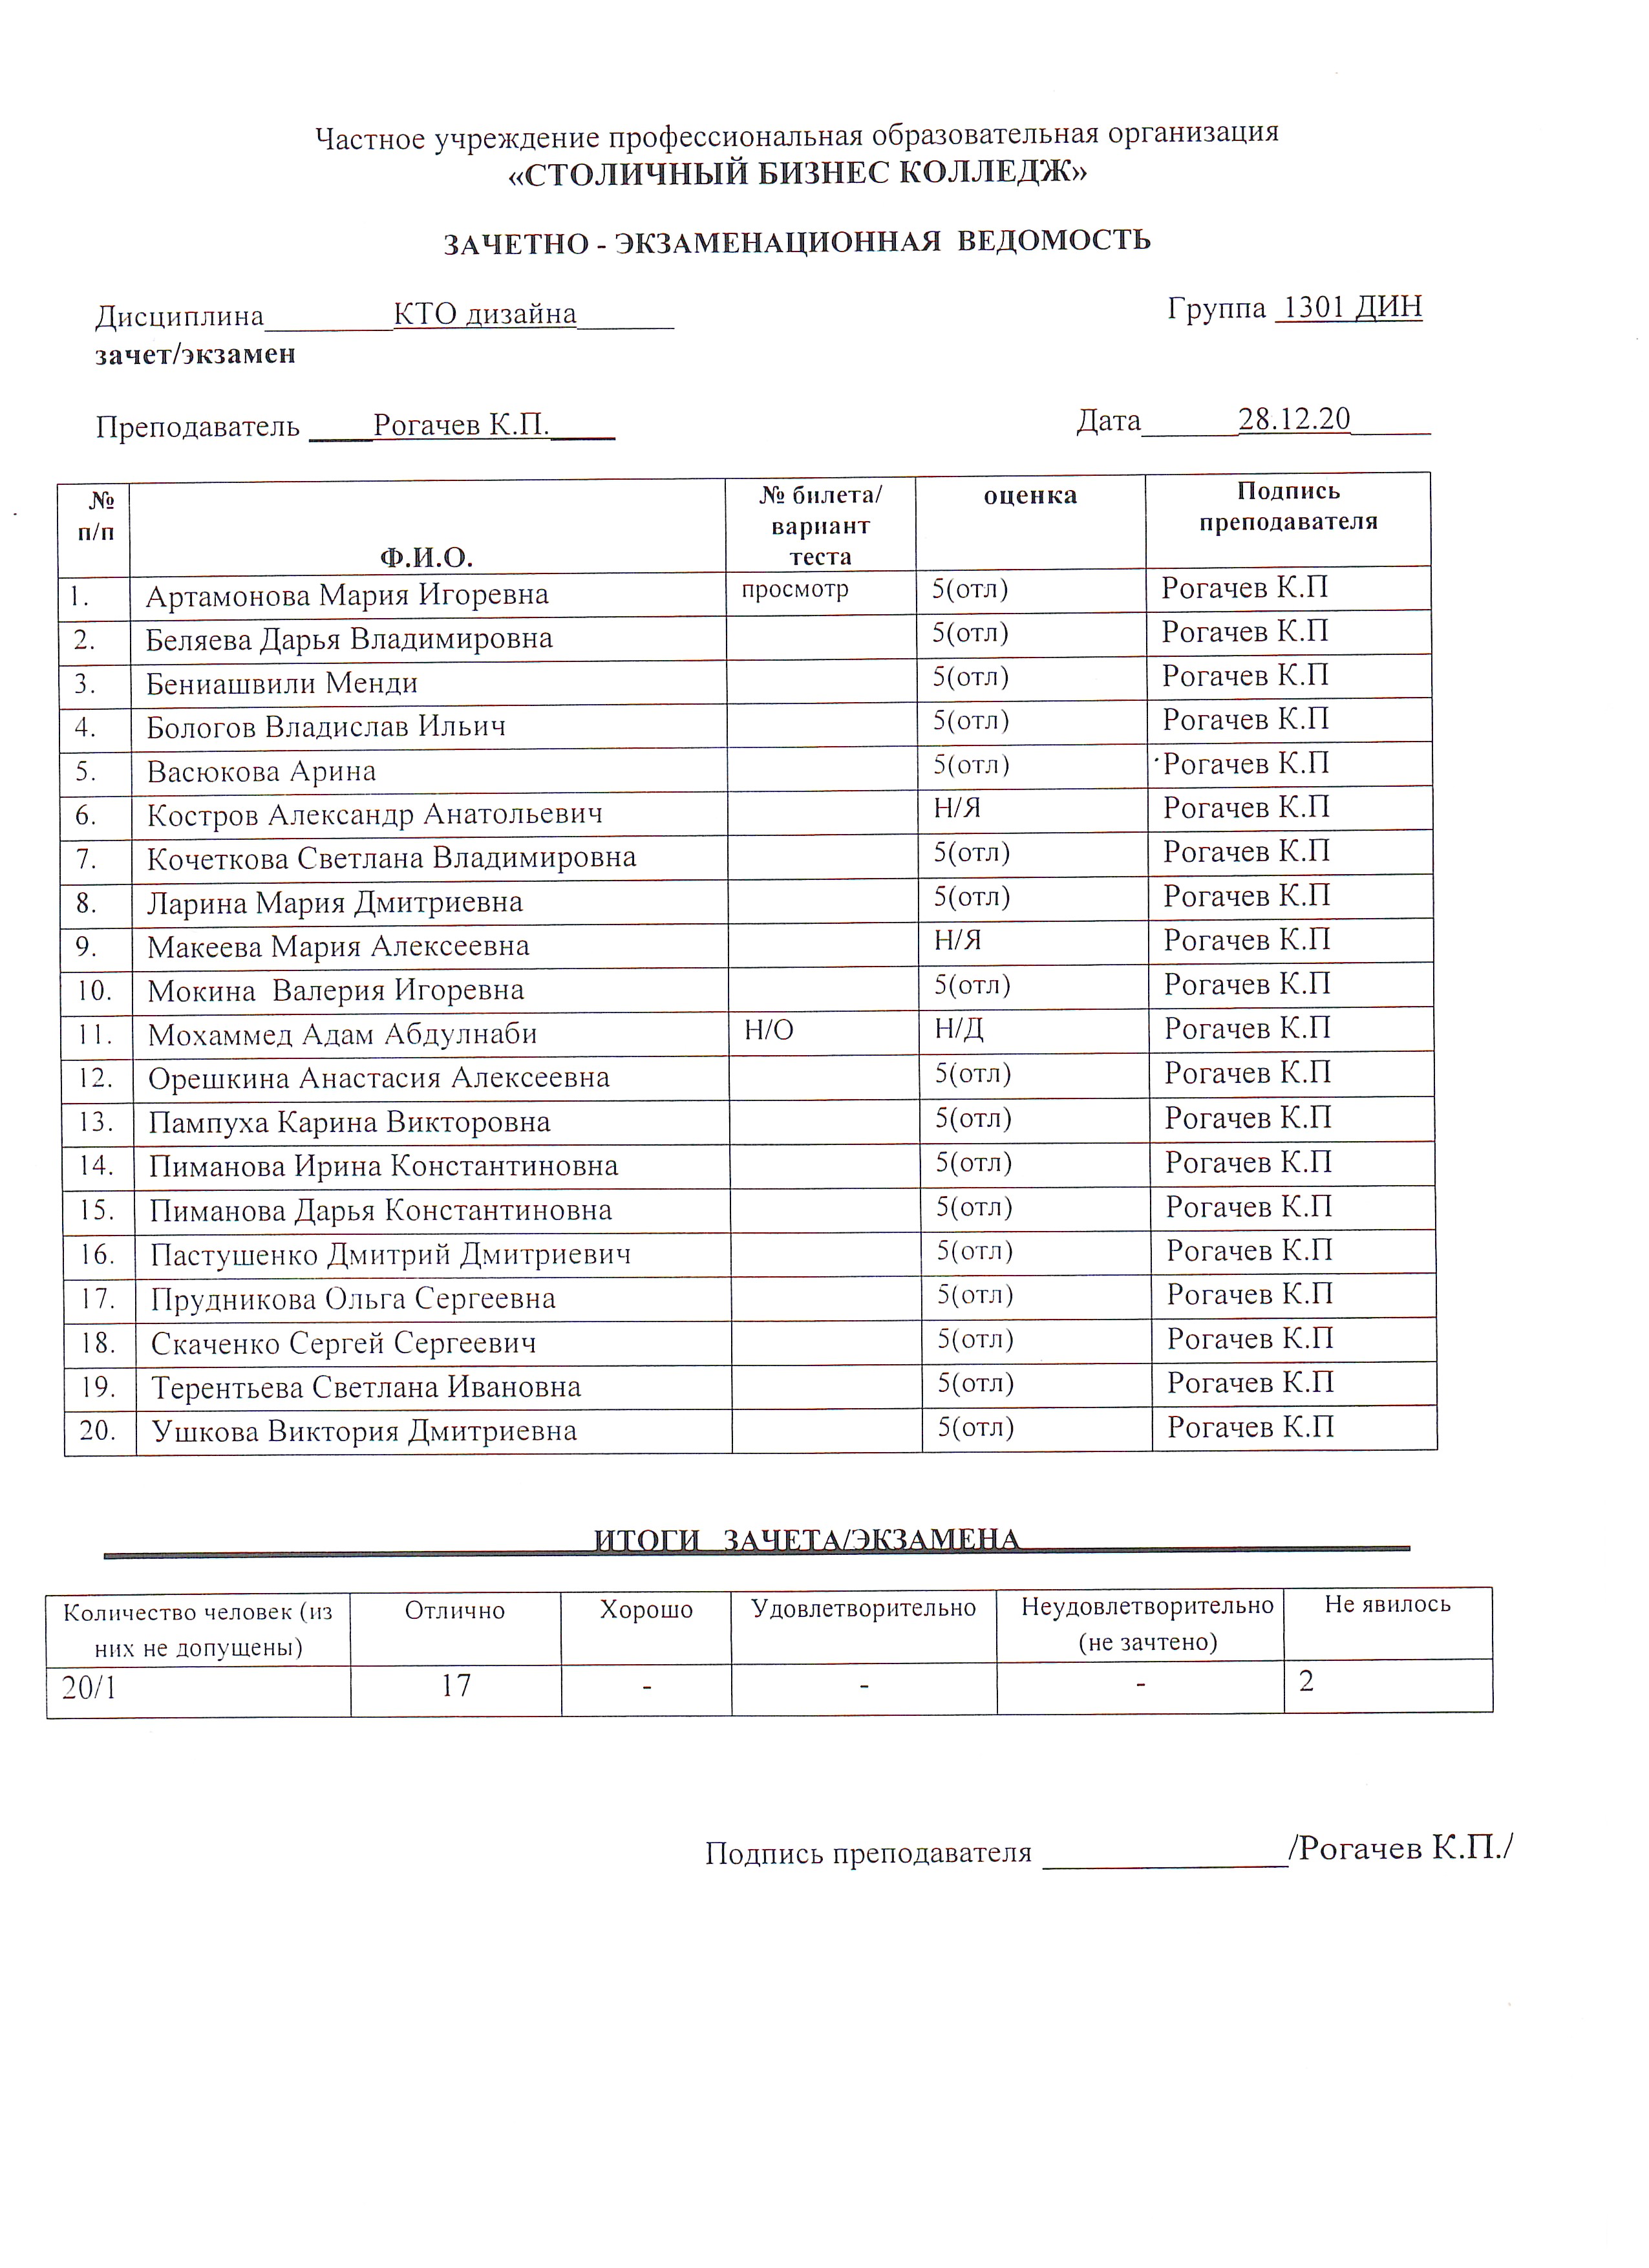 Частное учреждение профессиональная образовательная организация
«СТОЛИЧНЫЙ БИЗНЕС КОЛЛЕДЖ»
ЗАЧЕТНО - ЭКЗАМЕНАЦИОННАЯ ВЕДОМОСТЬ
Дисциплина________КТО дизайна______ Группа 1301 ДИН
зачет/экзамен
Преподаватель ____Рогачев К.П.____ Дата______28.12.20_____
№ п/п Ф.И.О. № билета/ вариант теста оценка Подпись преподавателя
1. Артамонова Мария Игоревна просмотр 5(отл) Рогачев К.П
2. Беляева Дарья Владимировна 5(отл) Рогачев К.П
3. Бениашвили Менди 5(отл) Рогачев К.П
4. Бологов Владислав Ильич 5(отл) Рогачев К.П
5. Васюкова Арина 5(отл) Рогачев К.П
6. Костров Александр Анатольевич Н/Я Рогачев К.П
7. Кочеткова Светлана Владимировна 5(отл) Рогачев К.П
8. Ларина Мария Дмитриевна 5(отл) Рогачев К.П
9. Макеева Мария Алексеевна Н/Я Рогачев К.П
10. Мокина Валерия Игоревна 5(отл) Рогачев К.П
11. Мохаммед Адам Абдулнаби Н/О Н/Д Рогачев К.П
12. Орешкина Анастасия Алексеевна 5(отл) Рогачев К.П
13. Пампуха Карина Викторовна 5(отл) Рогачев К.П
14. Пиманова Ирина Константиновна 5(отл) Рогачев К.П
15. Пиманова Дарья Константиновна 5(отл) Рогачев К.П
16. Пастушенко Дмитрий Дмитриевич 5(отл) Рогачев К.П
17. Прудникова Ольга Сергеевна 5(отл) Рогачев К.П
18. Скаченко Сергей Сергеевич 5(отл) Рогачев К.П
19. Терентьева Светлана Ивановна 5(отл) Рогачев К.П
20. Ушкова Виктория Дмитриевна 5(отл) Рогачев К.П
ИТОГИ ЗАЧЕТА/ЭКЗАМЕНА
Количество человек (из них не допущены) Отлично Хорошо Удовлетворительно Неудовлетворительно (не зачтено) Не явилось
20/1 17 - - - 2
Подпись преподавателя _______________/Рогачев К.П./